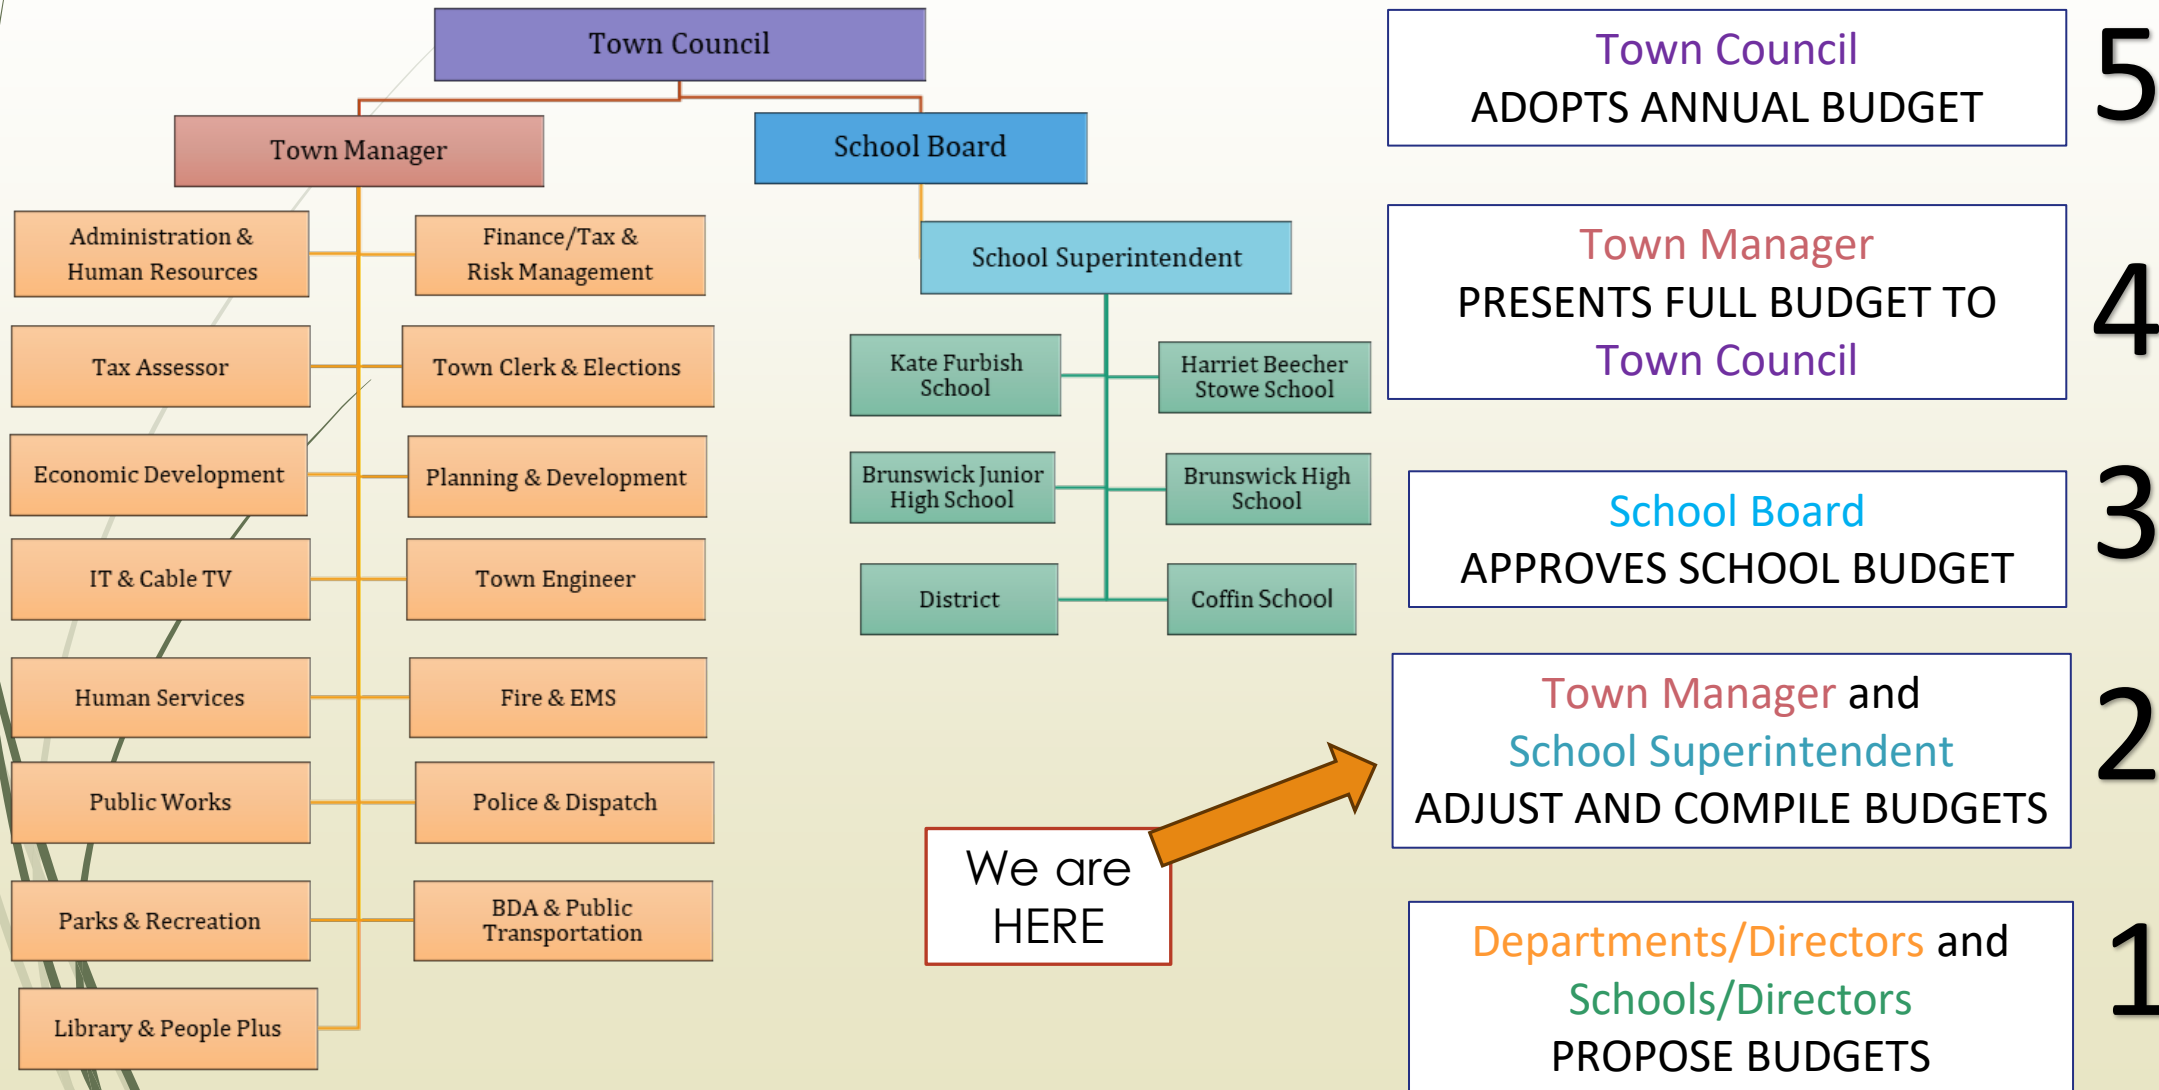 Town Council
Town Manager
School Board
Administration &
Human Resources
Finance/Tax &
Risk Management
School Superintendent
Tax Assessor
Town Clerk & Elections
Kate Furbish
School
Harriet Beecher
Stowe School
Economic Development
Planning & Development
Brunswick Junior
High School
Brunswick High
School
IT & Cable TV
Town Engineer
District
Coffin School
Human Services
Fire & EMS
Public Works
Police & Dispatch
Parks & Recreation
BDA & Public
Transportation
Library & People Plus
We are
HERE
Town Council
ADOPTS ANNUAL BUDGET
5
Town Manager
PRESENTS FULL BUDGET TO
Town Council
4
School Board
APPROVES SCHOOL BUDGET
3
Town Manager and
School Superintendent
ADJUST AND COMPILE BUDGETS
2
Departments/Directors and
Schools/Directors
PROPOSE BUDGETS
1